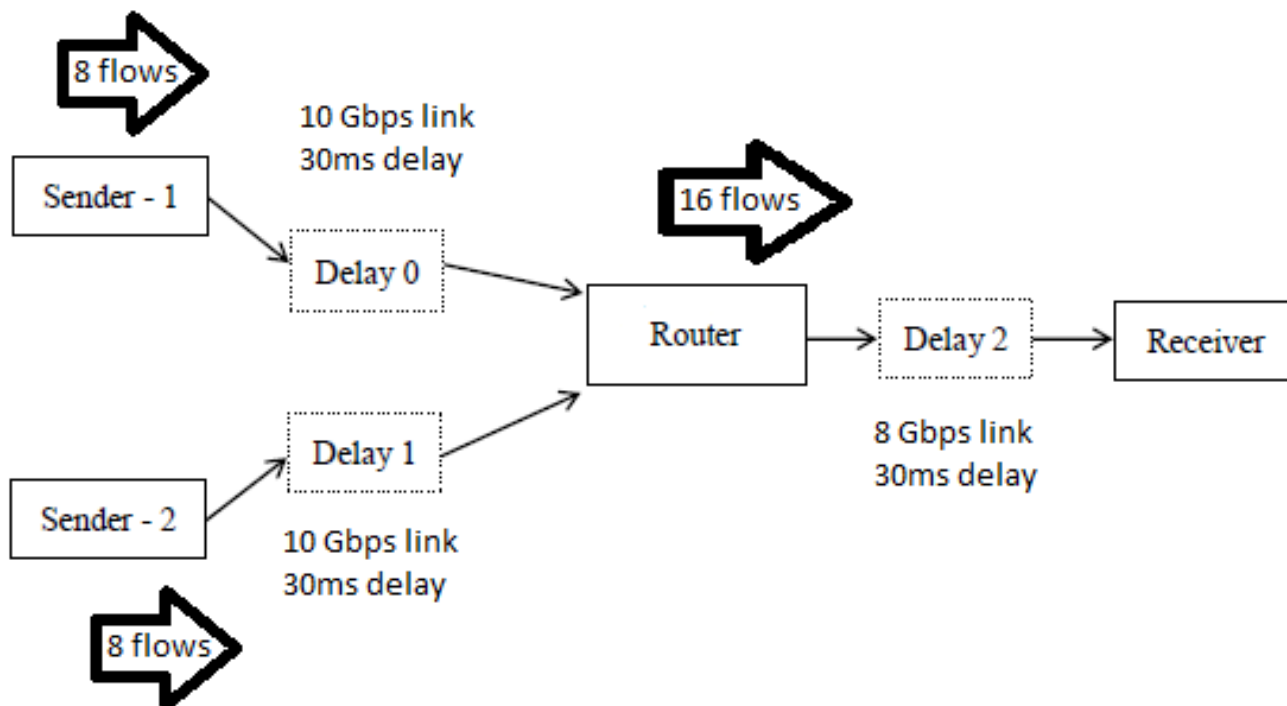 8 flows
10 Gbps link
30ms delay
Sender - 1
Delay 0
16 flows
Router
Delay 2
Receiver
8 Gbps link
30ms delay
Delay 1
Sender - 2
10 Gbps link
30ms delay
8 flows